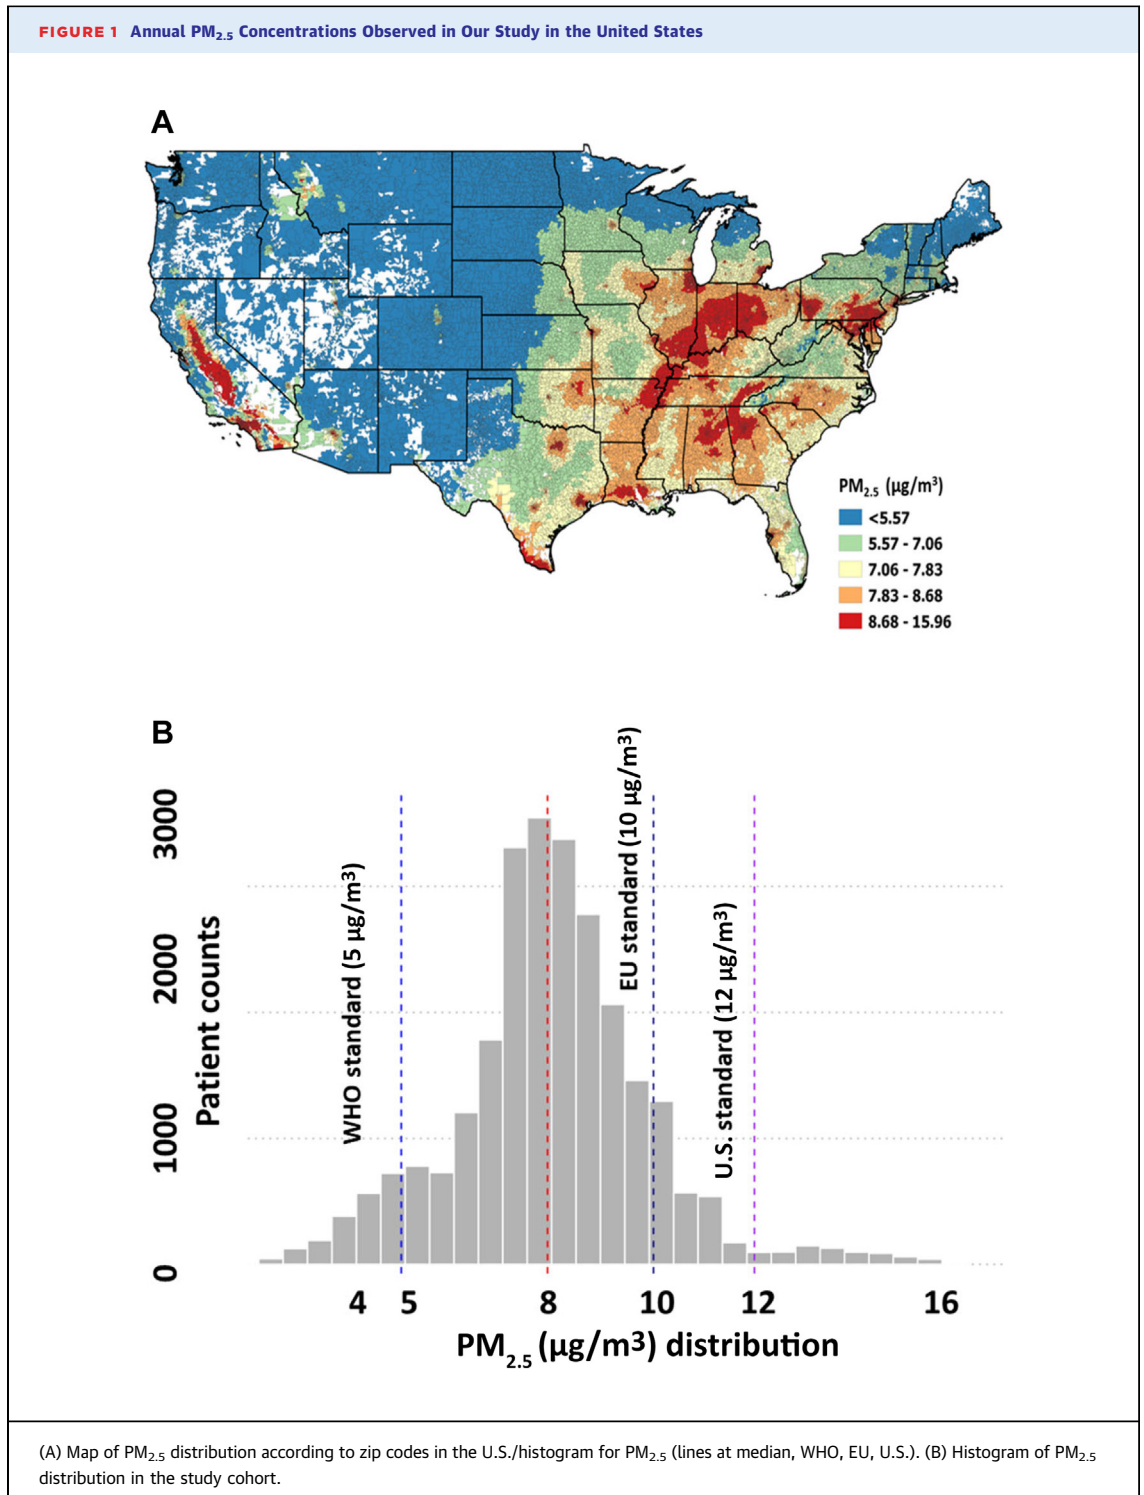 FIGURE 1 Annual PM2.5 Concentrations Observed in Our Study in the United States
A
PM2.5 (µg/m3)
<5.57
5.57 - 7.06
7.06 - 7.83
7.83 - 8.68
8.68 - 15.96
B
Patient counts
3000
2000
1000
0
WHO standard (5 µg/m3)
EU standard (10 µg/m3)
U.S. standard (12 µg/m3)
4 5 8 10 12 16
PM2.5 (µg/m3) distribution
(A) Map of PM2.5 distribution according to zip codes in the U.S./histogram for PM2.5 (lines at median, WHO, EU, U.S.). (B) Histogram of PM2.5
distribution in the study cohort.